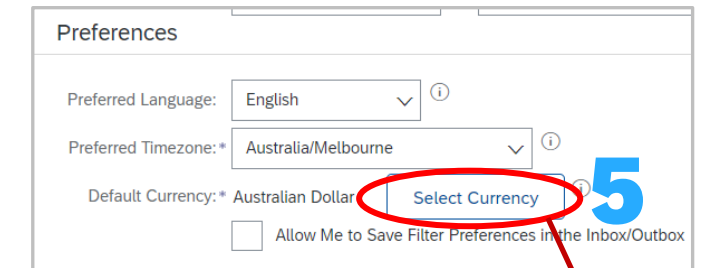 Preferences
Preferred Language: English
Preferred Timezone:* Australia/Melbourne
Default Currency:* Australian Dollar Select Currency 5
Allow Me to Save Filter Preferences in the Inbox/Outbox